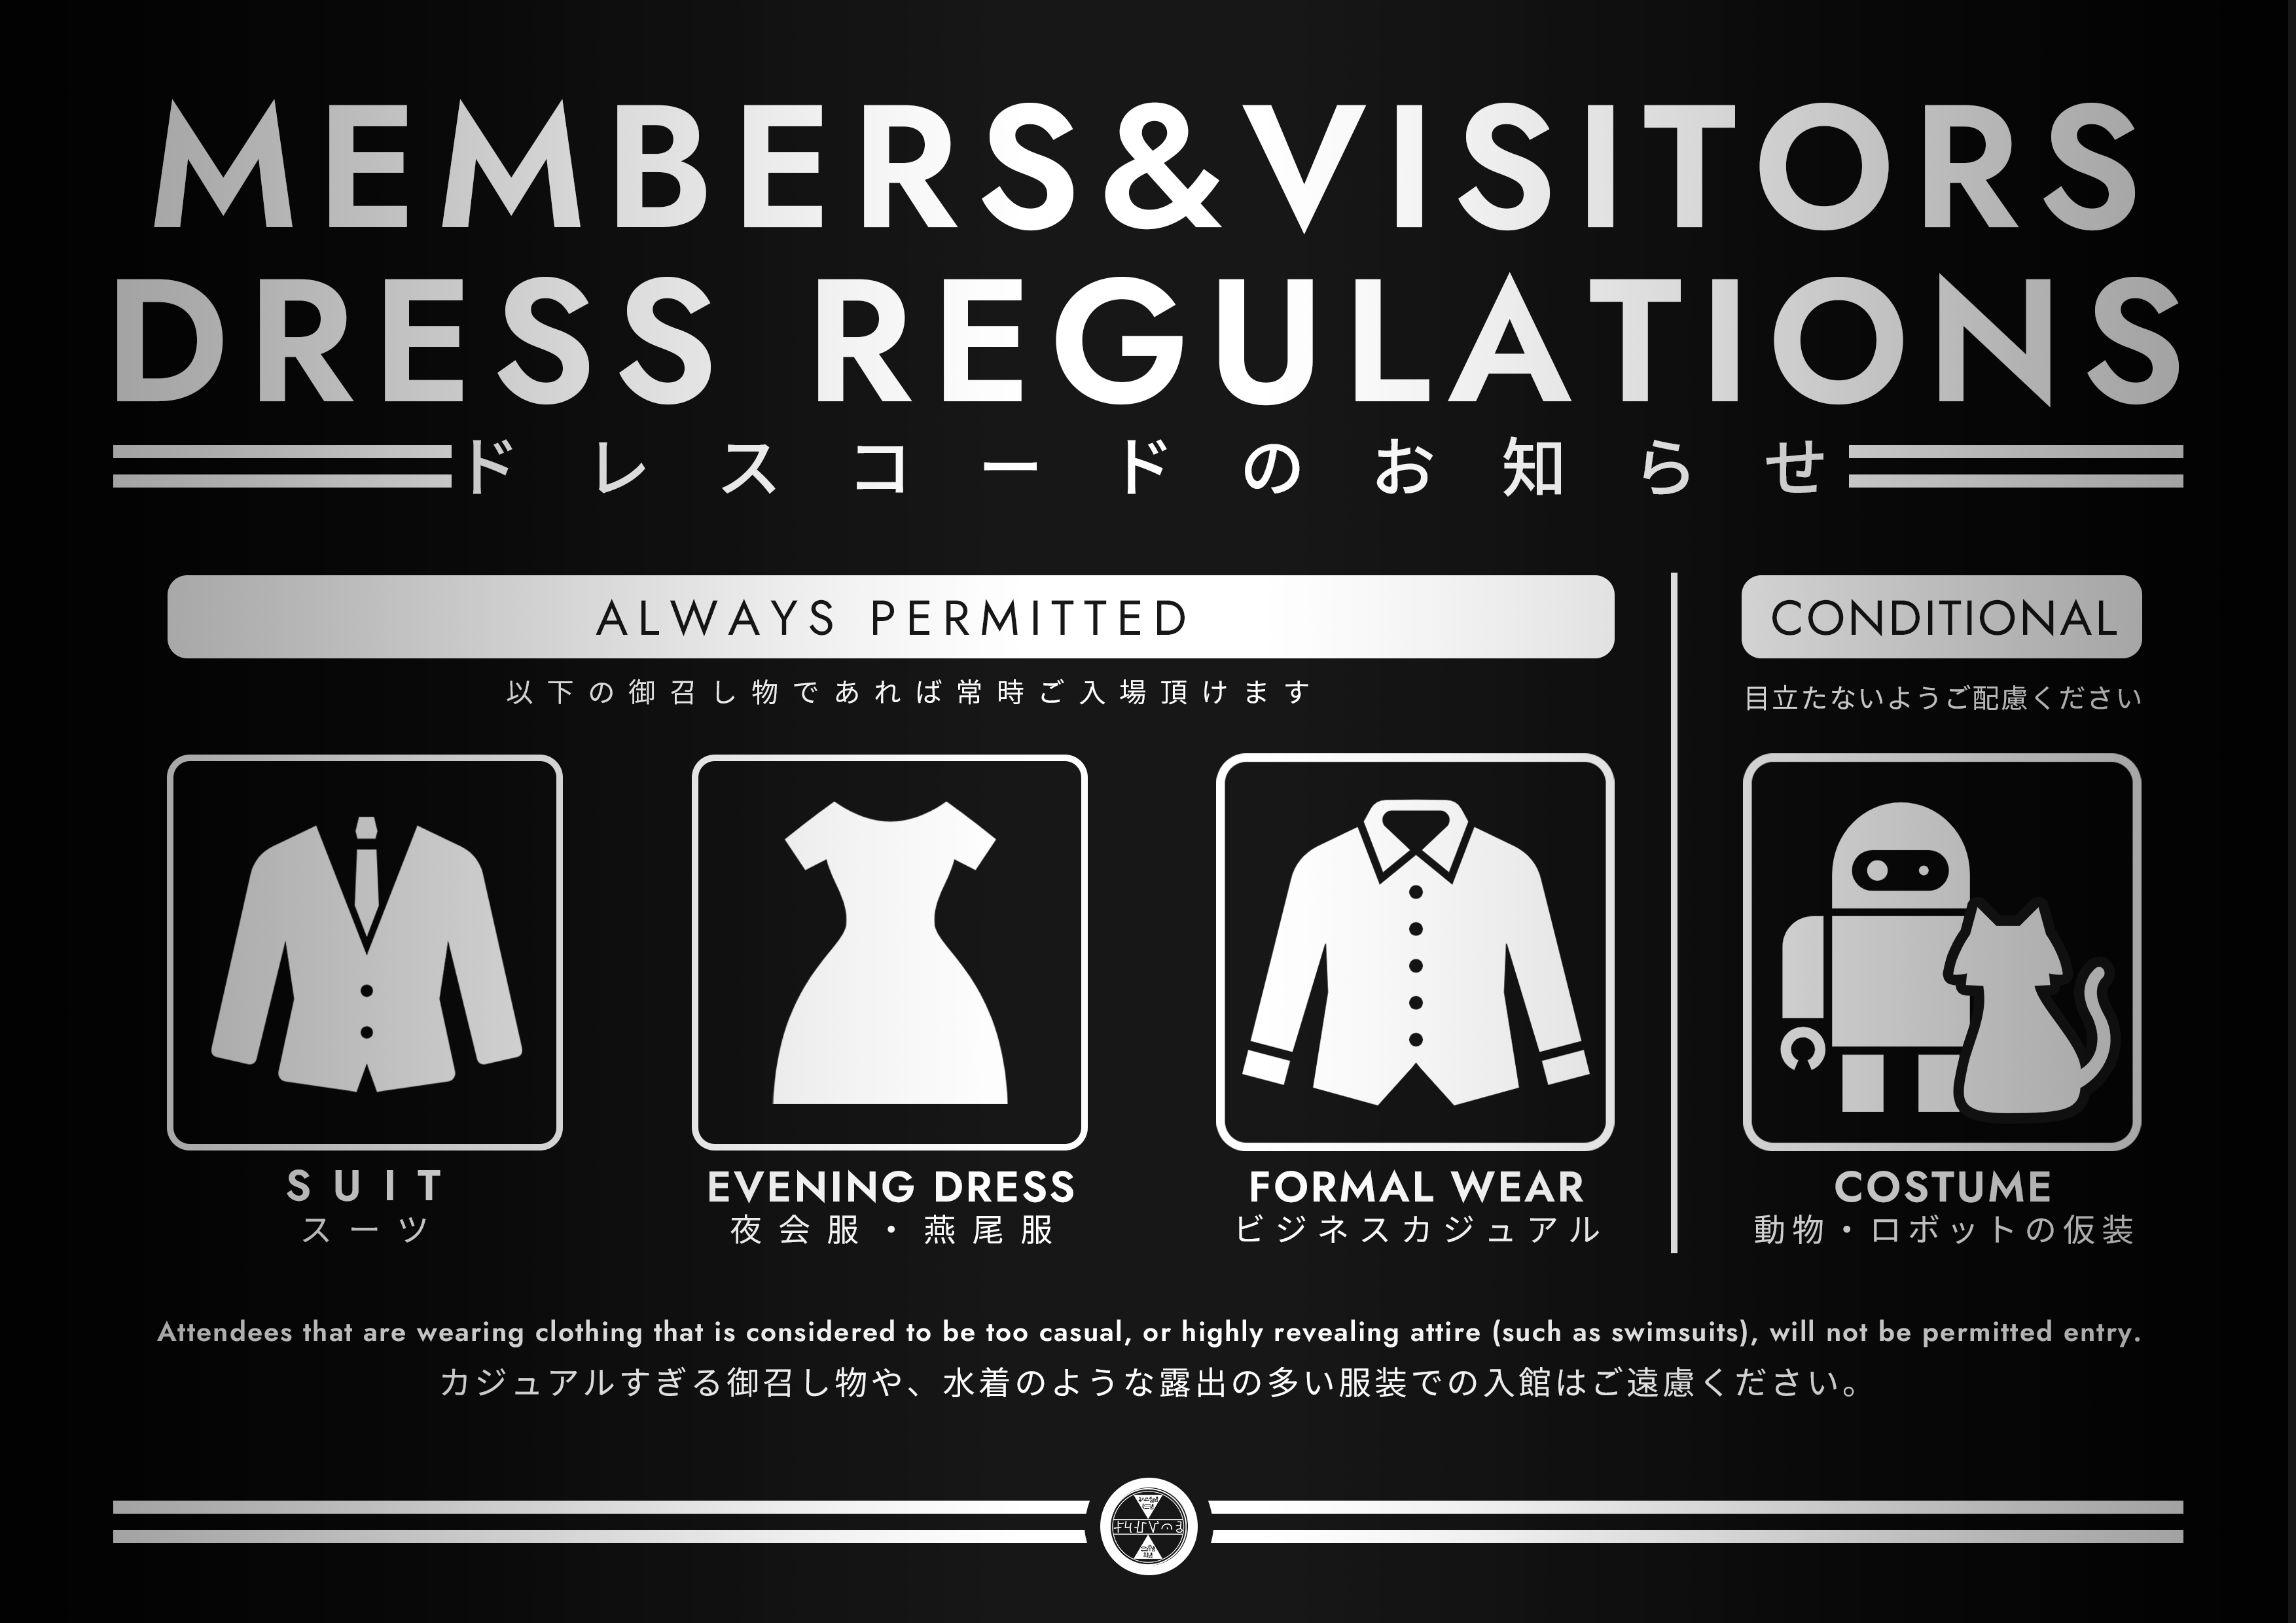 MEMBERS&VISITORS
DRESS REGULATIONS
ドレスコードのお知らせ
ALWAYS PERMITTED
以下の御召し物であれば常時ご入場頂けます
CONDITIONAL
目立たないようご配慮ください
SUIT
スーツ
EVENING DRESS
夜会服・燕尾服
FORMAL WEAR
ビジネスカジュアル
COSTUME
動物・ロボットの仮装
Attendees that are wearing clothing that is considered to be too casual, or highly revealing attire (such as swimsuits), will not be permitted entry.
カジュアルすぎる御召し物や、水着のような露出の多い服装での入館はご遠慮ください。